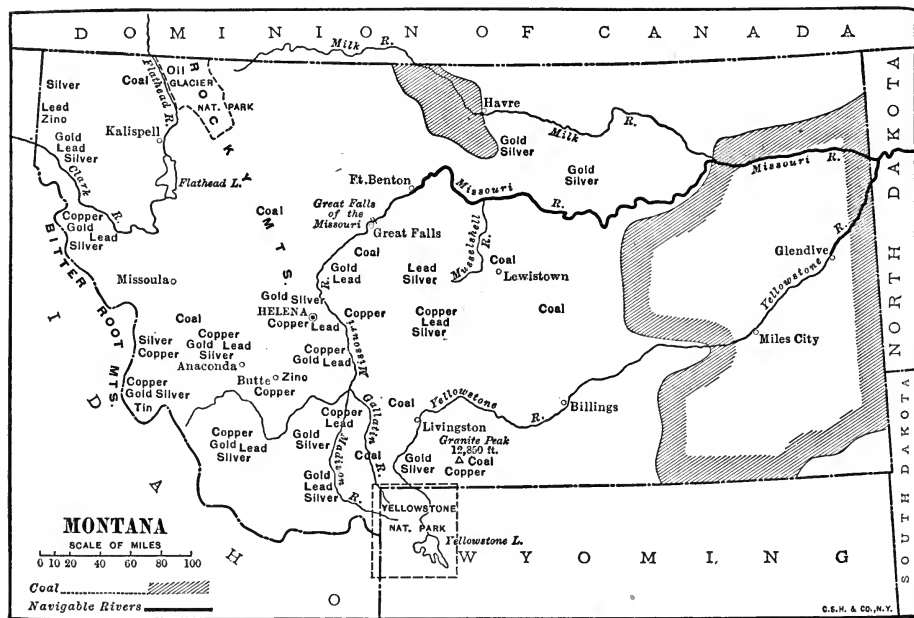 DOMINION OF CANADA
Milk R.
Silver
Lead
Zinc
Coal
Flathead R.
Oil
GLACIER
NAT. PARK
ROCKY MTS.
Kalispell
Gold
Lead
Silver
Clark R.
Flathead L.
Havre
Gold
Silver
Milk R.
Gold
Silver
Missouri R.
Missouri R.
NORTH DAKOTA
Ft. Benton
Great Falls
of the
Missouri
Great Falls
Coal
Coal
Musselshell R.
Coal
Lewistown
Lead
Silver
Glendive
Yellowstone R.
Copper
Gold
Lead
Silver
BITTER ROOT MTS.
Missoula
Gold
Lead
Gold Silver
HELENA
Copper Lead
Missouri R.
Copper
Copper
Lead
Silver
Coal
Miles City
Coal
Silver
Copper
Copper
Gold Lead
Silver
Anaconda
Copper
Gold Lead
Butte
Zinc
Copper
Copper
Gold Silver
Tin
Copper
Gold Lead
Silver
Gold
Silver
Copper
Lead
Madison R.
Gallatin R.
Gold
Lead
Silver
Coal
Coal
Yellowstone R.
Livingston
Billings
Granite Peak
12,850 ft.
Coal
Copper
Gold Silver
SOUTH DAKOTA
IDAHO
YELLOWSTONE
NAT. PARK
Yellowstone L.
WYOMING
MONTANA
SCALE OF MILES
0 10 20 40 60 80 100
Coal
Navigable Rivers
C.S.H. & CO., N.Y.